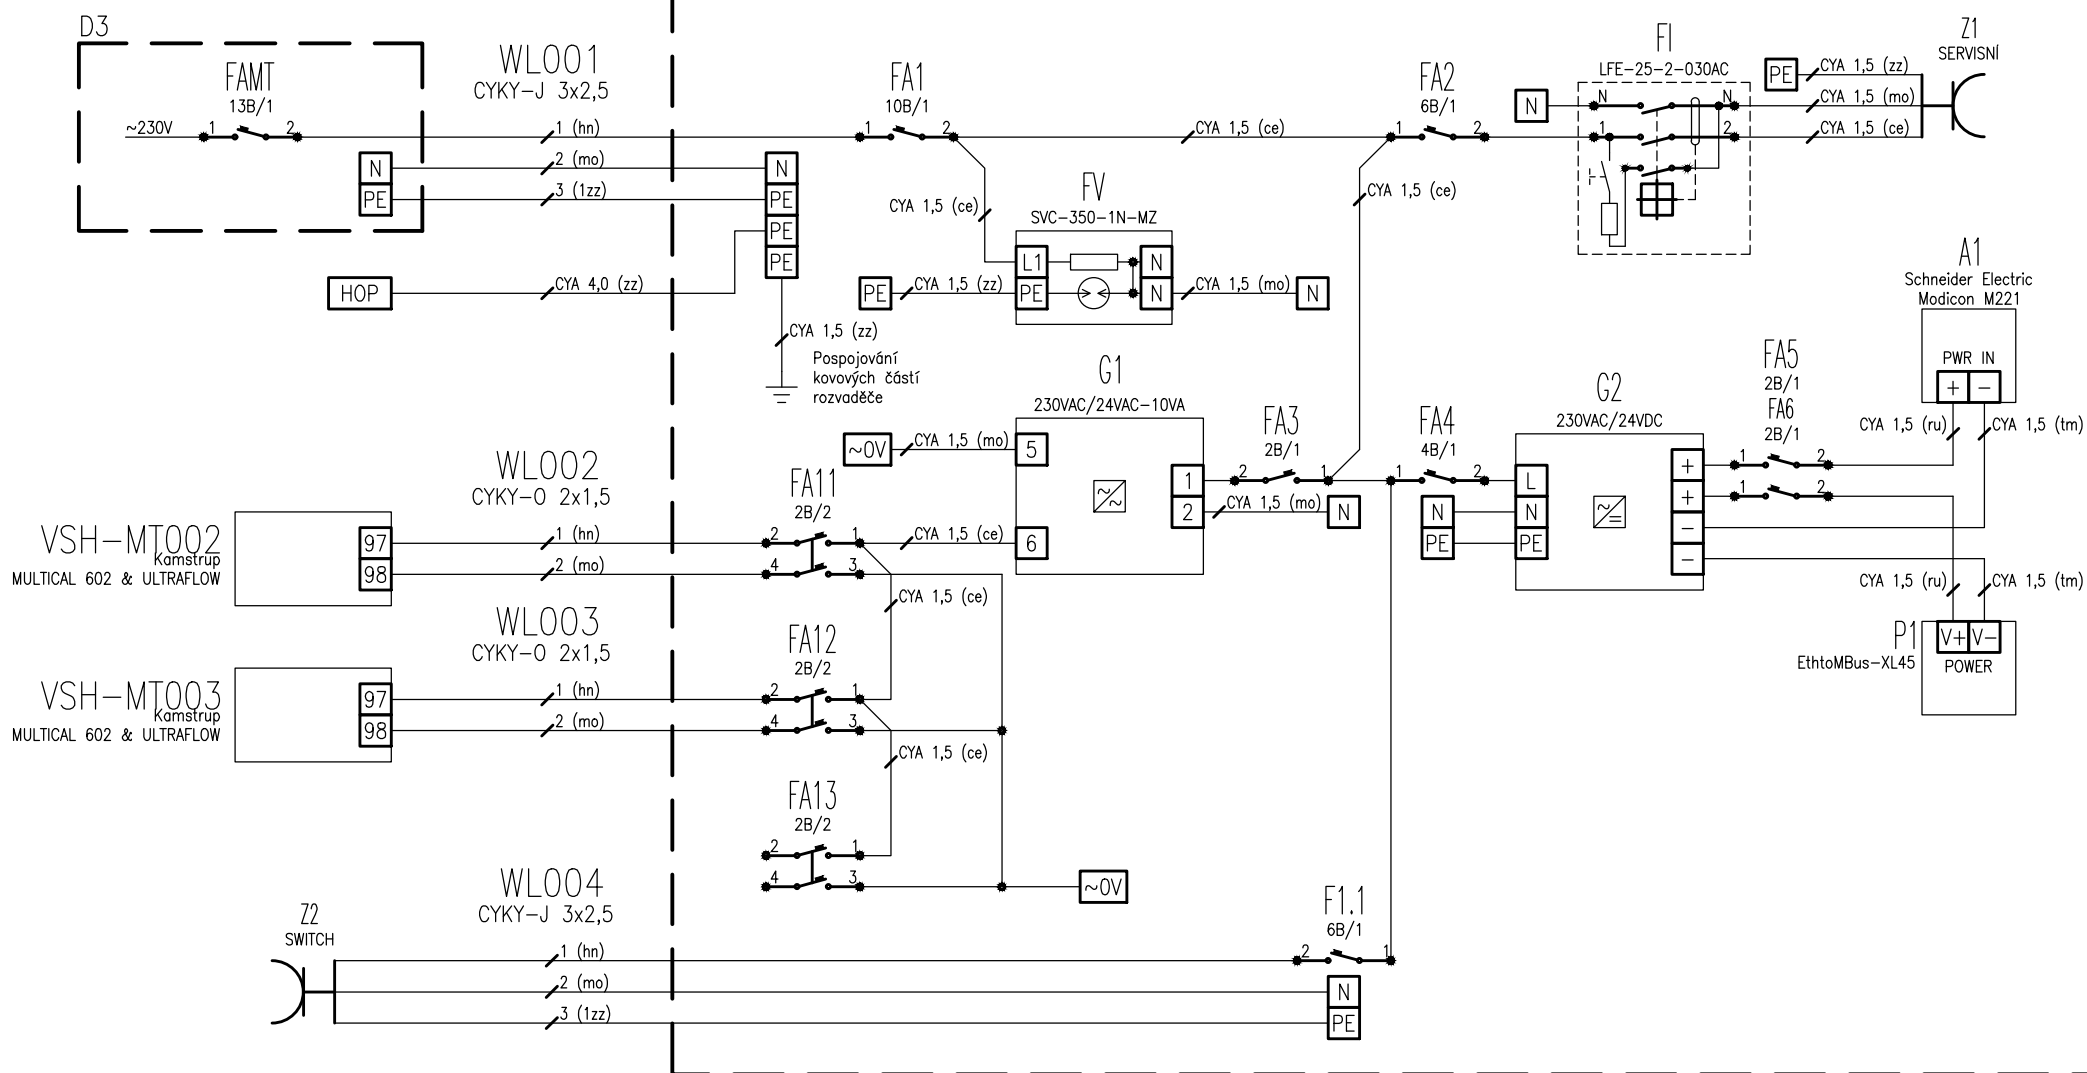 D3
FAMT
13B/1
~230V
1
2
N
PE
WL001
CYKY-J 3x2,5
1 (hn)
2 (mo)
3 (1zz)
HOP
CYA 4,0 (zz)
N
PE
PE
PE
CYA 1,5 (zz)
Pospojování
kovových částí
rozvaděče
FA1
10B/1
1
2
CYA 1,5 (ce)
CYA 1,5 (ce)
FV
SVC-350-1N-MZ
L1
N
PE
N
PE
CYA 1,5 (zz)
CYA 1,5 (mo)
N
CYA 1,5 (ce)
FA2
6B/1
1
2
FI
LFE-25-2-030AC
N
N
N
1
2
Z1
SERVISNÍ
PE
CYA 1,5 (zz)
CYA 1,5 (mo)
CYA 1,5 (ce)
A1
Schneider Electric
Modicon M221
PWR IN
+
-
CYA 1,5 (ru)
CYA 1,5 (tm)
G1
230VAC/24VAC-10VA
~0V
CYA 1,5 (mo)
5
6
1
2
CYA 1,5 (ce)
CYA 1,5 (mo)
N
FA3
2B/1
2
1
FA4
4B/1
1
2
N
PE
G2
230VAC/24VDC
L
N
PE
+
+
-
-
FA5
2B/1
FA6
2B/1
1
2
1
2
CYA 1,5 (ru)
CYA 1,5 (tm)
P1
EthtoMBus-XL45
V+
V-
POWER
WL002
CYKY-O 2x1,5
VSH-MT002
Kamstrup
MULTICAL 602 & ULTRAFLOW
97
98
1 (hn)
2 (mo)
FA11
2B/2
2
1
4
3
CYA 1,5 (ce)
WL003
CYKY-O 2x1,5
VSH-MT003
Kamstrup
MULTICAL 602 & ULTRAFLOW
97
98
1 (hn)
2 (mo)
FA12
2B/2
2
1
4
3
CYA 1,5 (ce)
FA13
2B/2
2
1
4
3
~0V
WL004
CYKY-J 3x2,5
Z2
SWITCH
1 (hn)
2 (mo)
3 (1zz)
F1.1
6B/1
2
1
N
PE